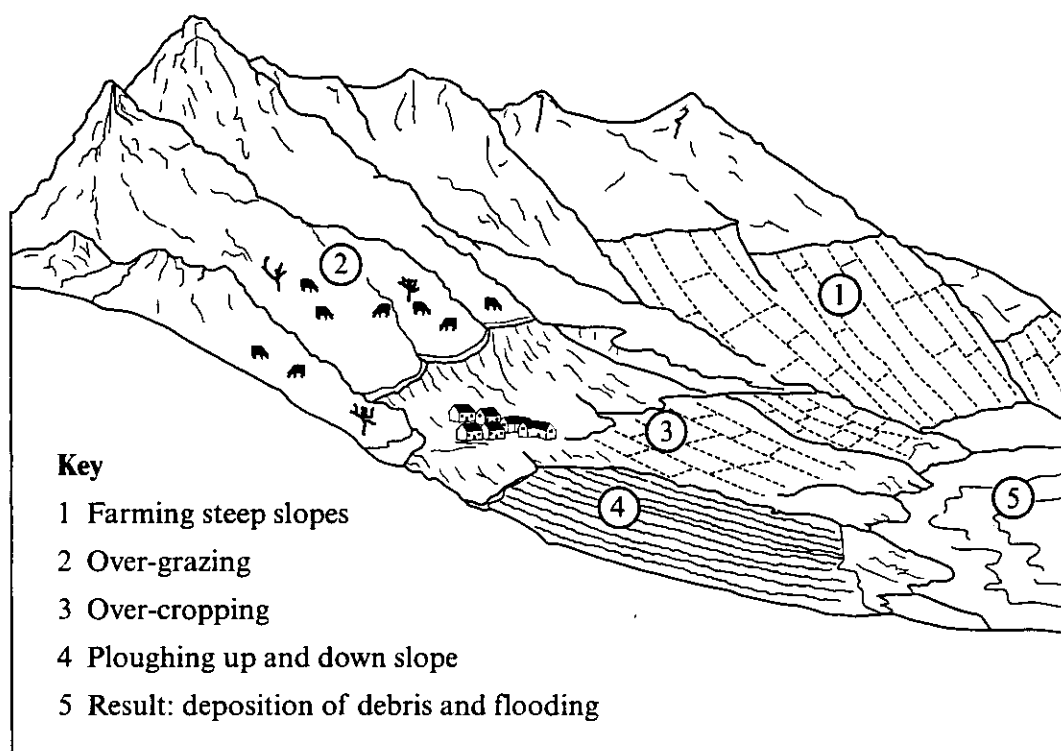 2
1
3
4
5
Key
1 Farming steep slopes
2 Over-grazing
3 Over-cropping
4 Ploughing up and down slope
5 Result: deposition of debris and flooding